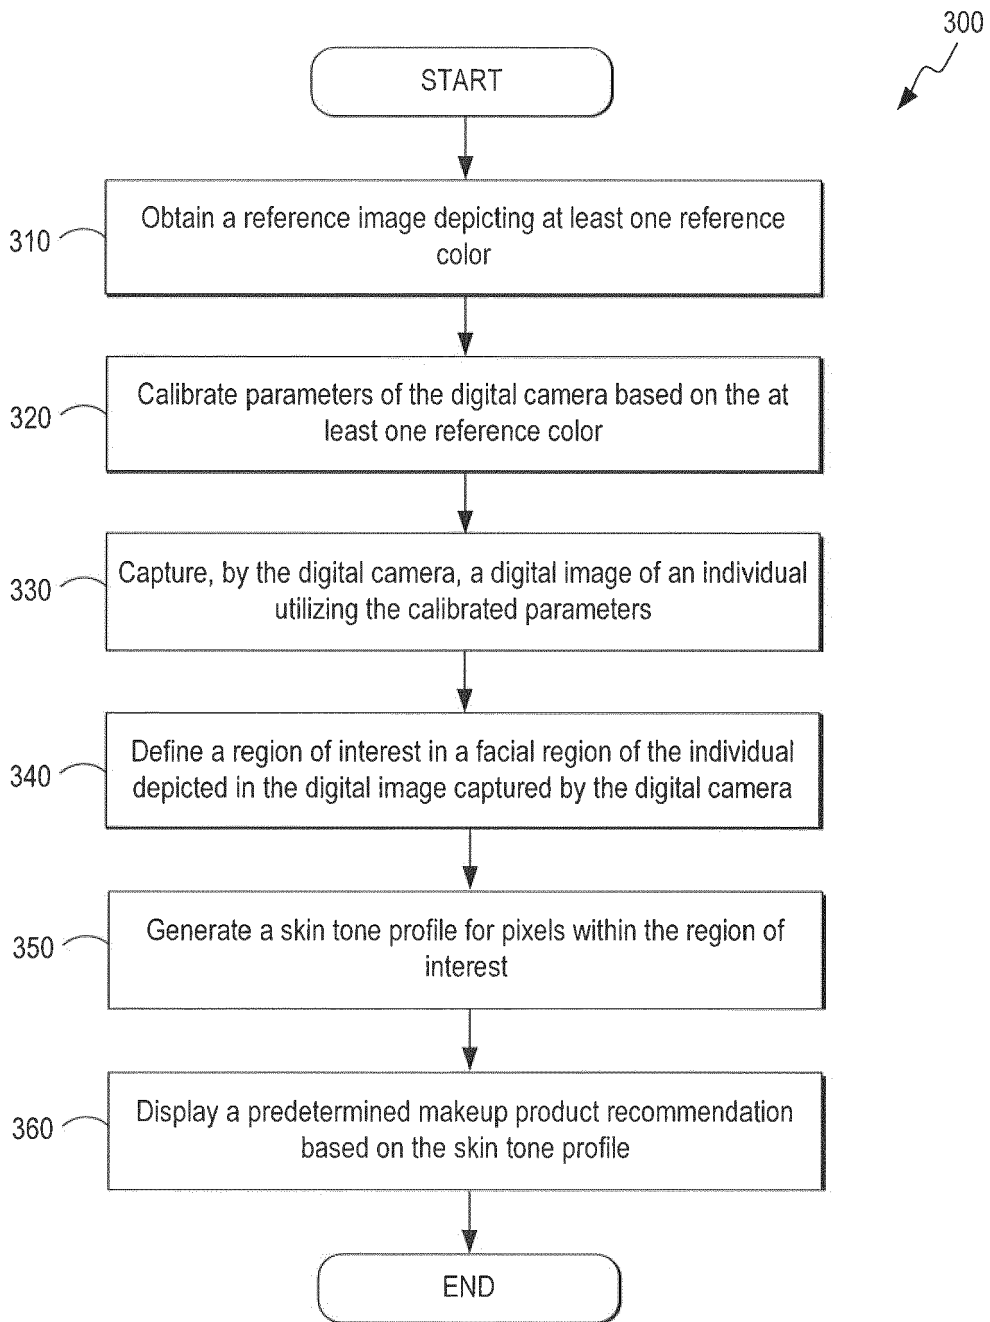 300
START
310
Obtain a reference image depicting at least one reference
color
320
Calibrate parameters of the digital camera based on the at
least one reference color
330
Capture, by the digital camera, a digital image of an individual
utilizing the calibrated parameters
340
Define a region of interest in a facial region of the individual
depicted in the digital image captured by the digital camera
350
Generate a skin tone profile for pixels within the region of
interest
360
Display a predetermined makeup product recommendation
based on the skin tone profile
END